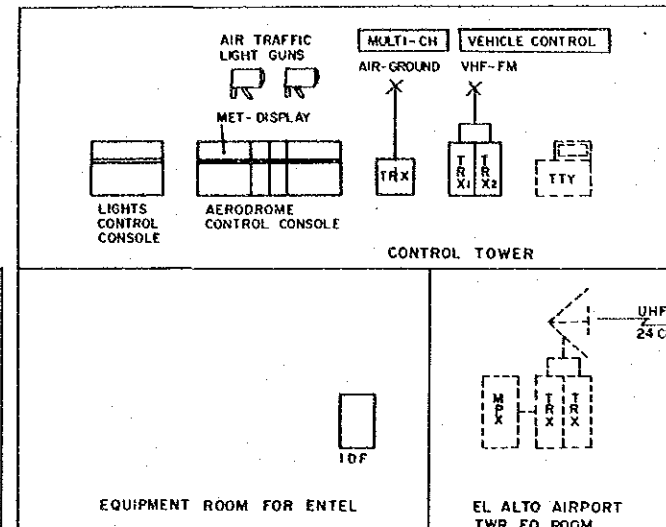 AIR TRAFFIC
LIGHT GUNS
MULTI-CH
VEHICLE CONTROL
AIR-GROUND
VHF-FM
MET-DISPLAY
TRX
TRX1
TRX2
TTY
LIGHTS
CONTROL
CONSOLE
AERODROME
CONTROL CONSOLE
CONTROL TOWER
UHF
24C
MPX
TRX
TRX
IDF
EQUIPMENT ROOM FOR ENTEL
EL ALTO AIRPORT
TWR EQ ROOM